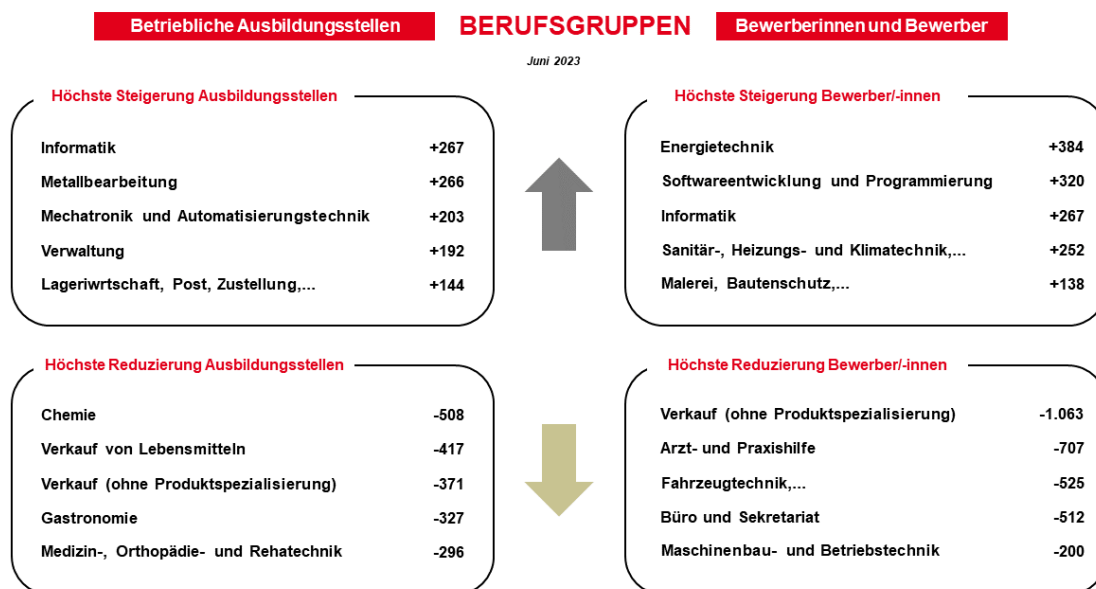 Betriebliche Ausbildungsstellen BERUFSGRUPPEN Bewerberinnen und Bewerber
Juni 2023
Höchste Steigerung Ausbildungsstellen
Informatik +267
Metallbearbeitung +266
Mechatronik und Automatisierungstechnik +203
Verwaltung +192
Lageriwrtschaft, Post, Zustellung,... +144
Höchste Steigerung Bewerber/-innen
Energietechnik +384
Softwareentwicklung und Programmierung +320
Informatik +267
Sanitär-, Heizungs- und Klimatechnik,... +252
Malerei, Bautenschutz,... +138
Höchste Reduzierung Ausbildungsstellen
Chemie -508
Verkauf von Lebensmitteln -417
Verkauf (ohne Produktspezialisierung) -371
Gastronomie -327
Medizin-, Orthopädie- und Rehatechnik -296
Höchste Reduzierung Bewerber/-innen
Verkauf (ohne Produktspezialisierung) -1.063
Arzt- und Praxishilfe -707
Fahrzeugtechnik,... -525
Büro und Sekretariat -512
Maschinenbau- und Betriebstechnik -200